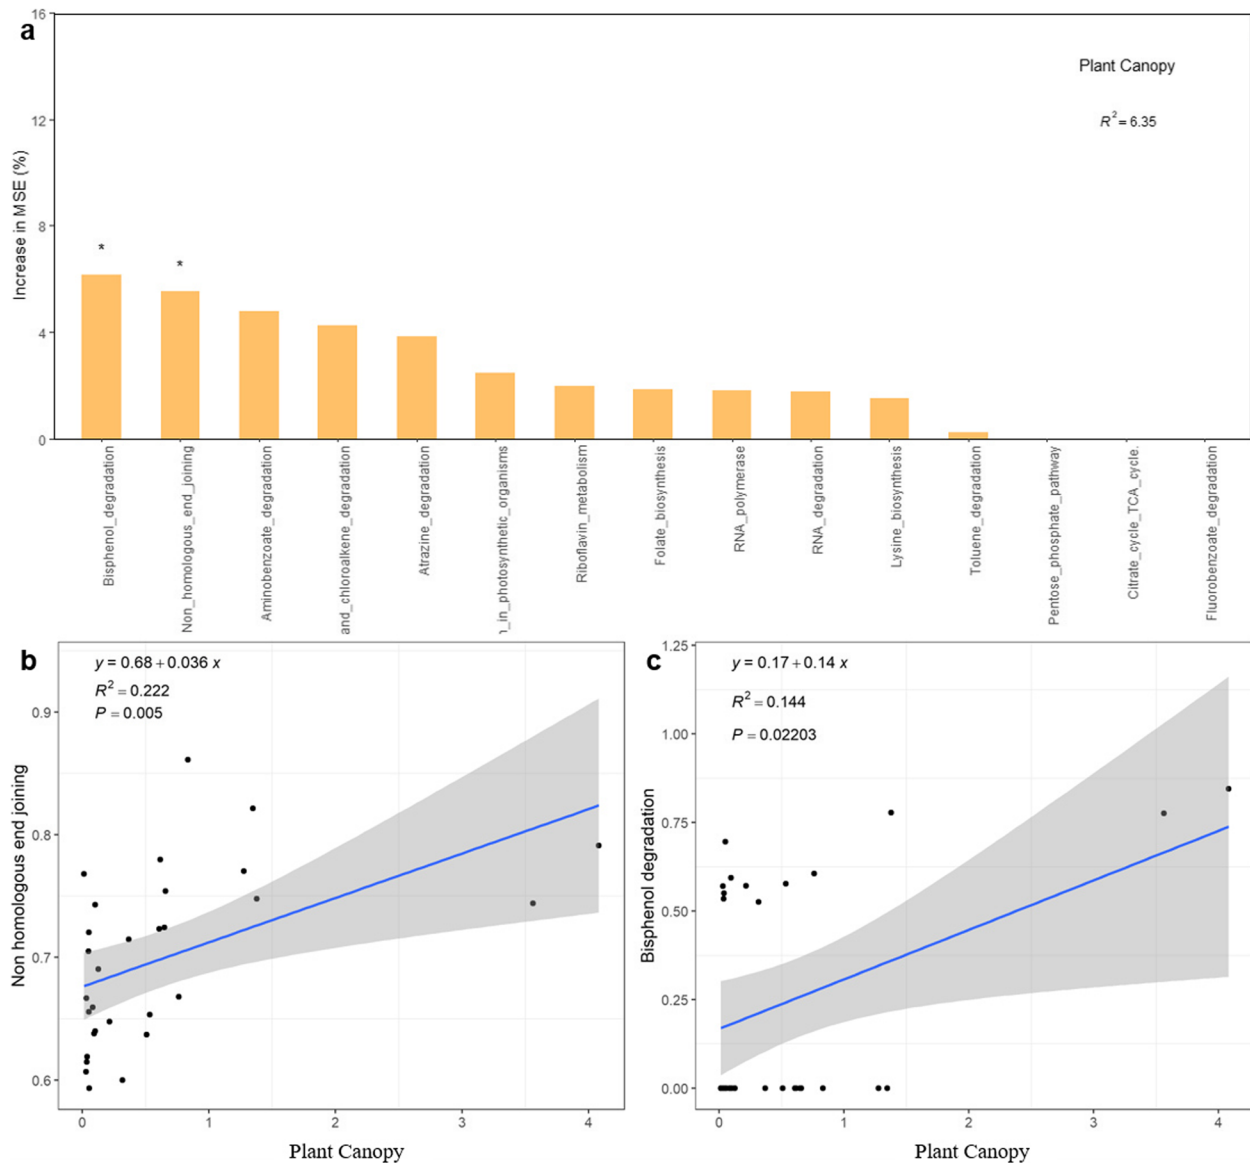 a
16
12
8
4
0
Increase in MSE (%)
Plant Canopy
R² = 6.35
*
*
Bisphenol_degradation
Non_homologous_end_joining
Aminobenzoate_degradation
and_chloroalkene_degradation
Atrazine_degradation
_in_photosynthetic_organisms
Riboflavin_metabolism
Folate_biosynthesis
RNA_polymerase
RNA_degradation
Lysine_biosynthesis
Toluene_degradation
Pentose_phosphate_pathway
Citrate_cycle_TCA_cycle.
Fluorobenzoate_degradation
b
y = 0.68 + 0.036 x
R² = 0.222
P = 0.005
0.9
0.8
0.7
0.6
Non homologous end joining
0 1 2 3 4
Plant Canopy
c
y = 0.17 + 0.14 x
R² = 0.144
P = 0.02203
1.25
1.00
0.75
0.50
0.25
0.00
Bisphenol degradation
0 1 2 3 4
Plant Canopy